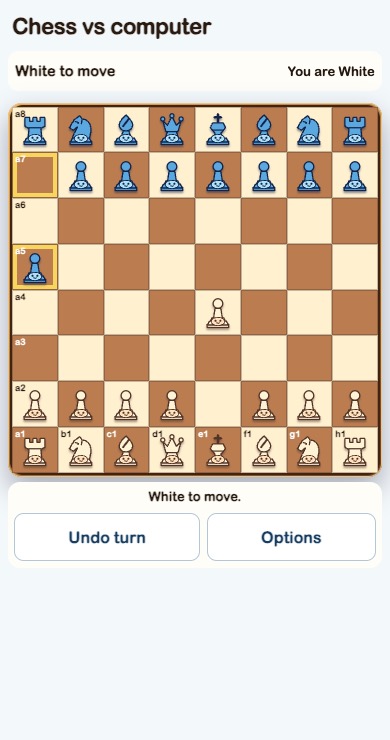 Chess vs computer
White to move
You are White
a8
a7
a6
a5
a4
a3
a2
a1 b1 c1 d1 e1 f1 g1 h1
White to move.
Undo turn
Options